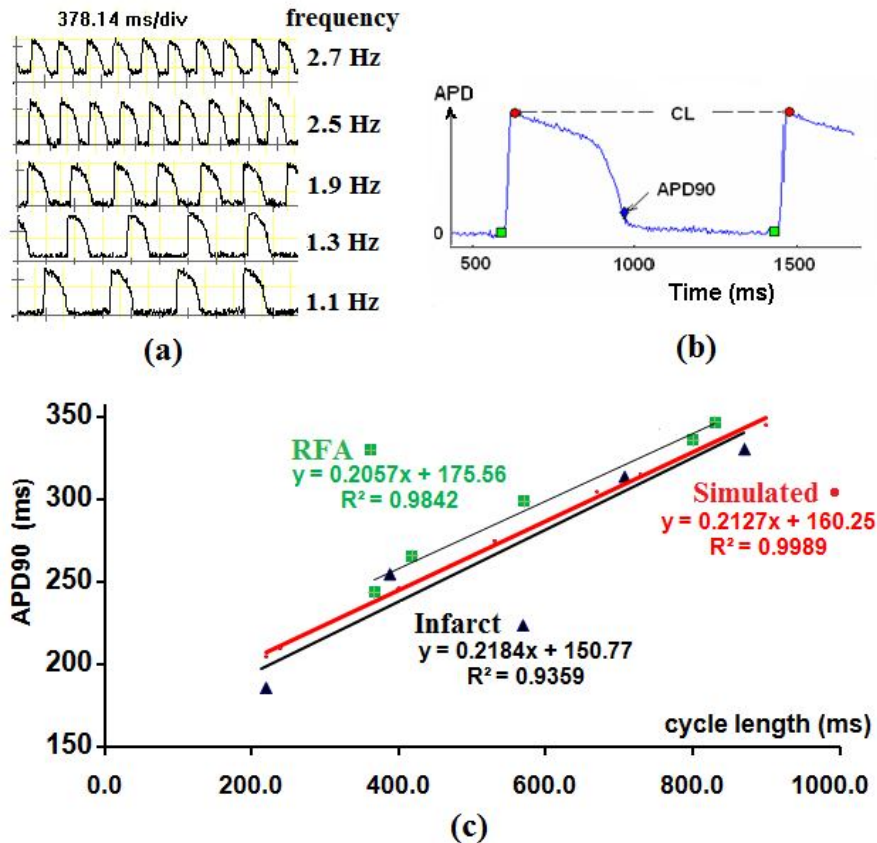 378.14 ms/div
frequency
2.7 Hz
2.5 Hz
1.9 Hz
1.3 Hz
1.1 Hz
(a)
APD
CL
APD90
0
500
1000
1500
Time (ms)
(b)
350
300
250
200
150
APD90 (ms)
RFA
y = 0.2057x + 175.56
R² = 0.9842
Simulated
y = 0.2127x + 160.25
R² = 0.9989
Infarct
y = 0.2184x + 150.77
R² = 0.9359
cycle length (ms)
0.0 200.0 400.0 600.0 800.0 1000.0
(c)